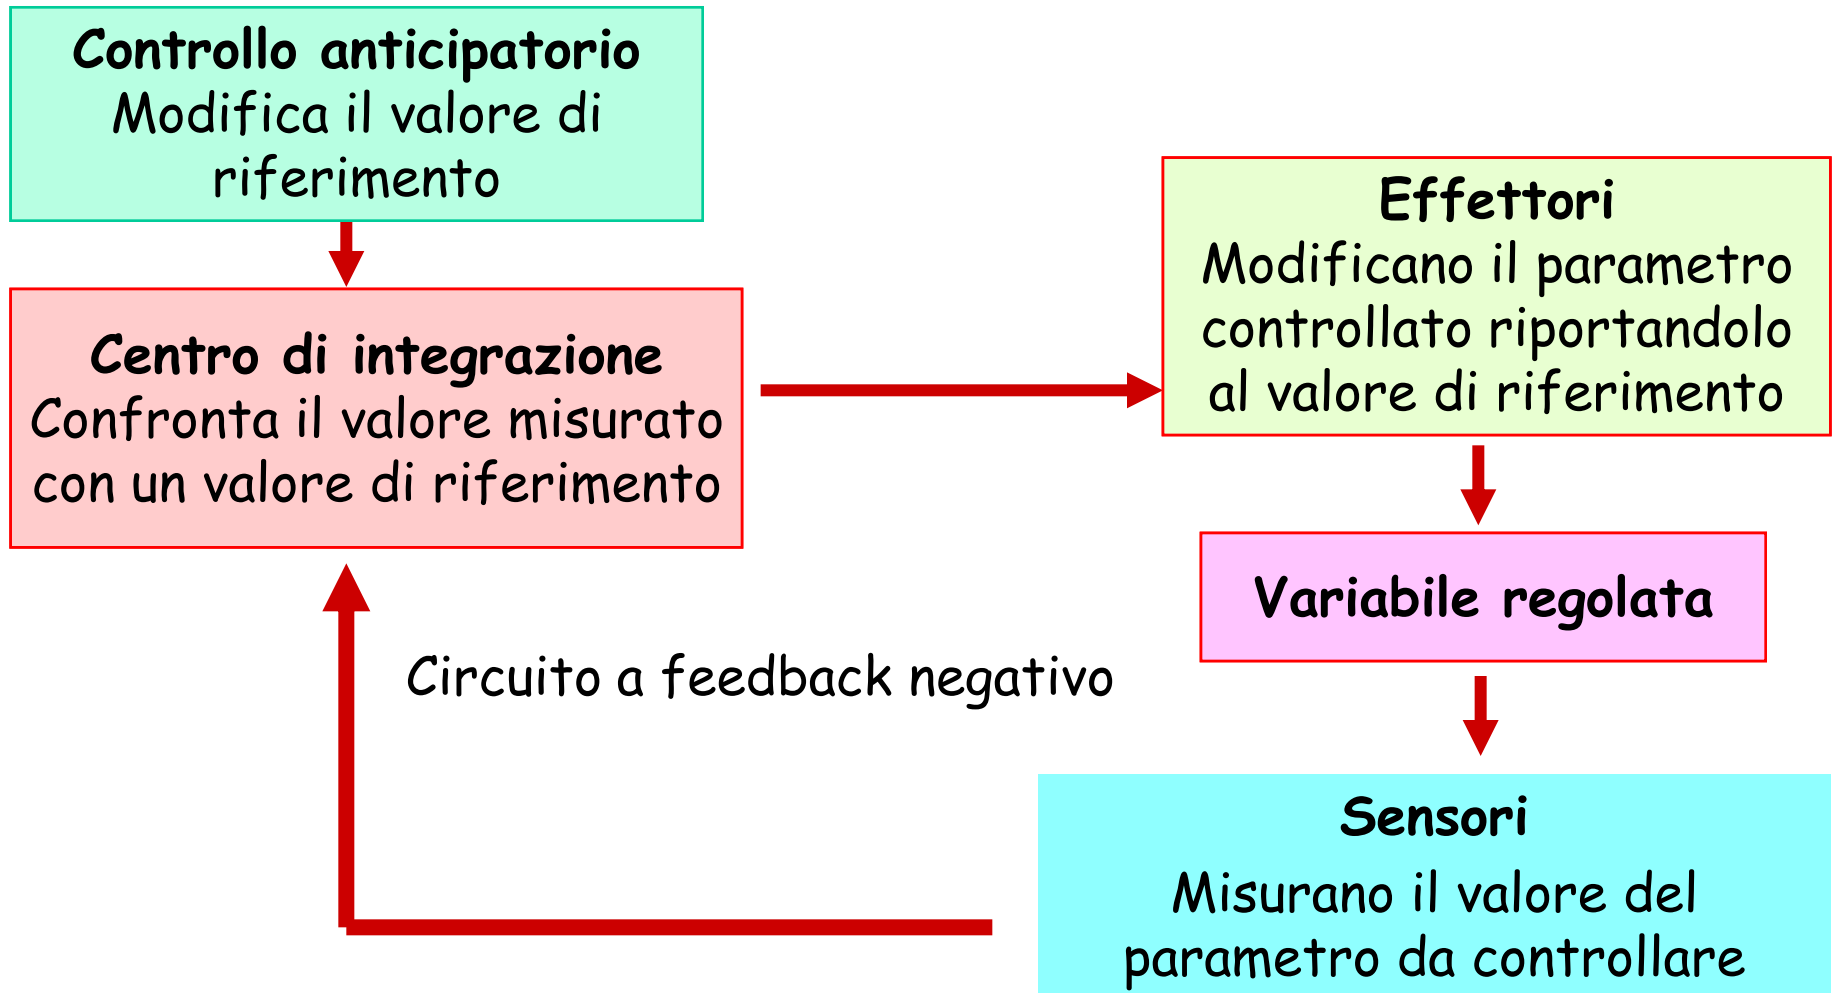 Controllo anticipatorio
Modifica il valore di
riferimento
Centro di integrazione
Confronta il valore misurato
con un valore di riferimento
Effettori
Modificano il parametro
controllato riportandolo
al valore di riferimento
Variabile regolata
Circuito a feedback negativo
Sensori
Misurano il valore del
parametro da controllare